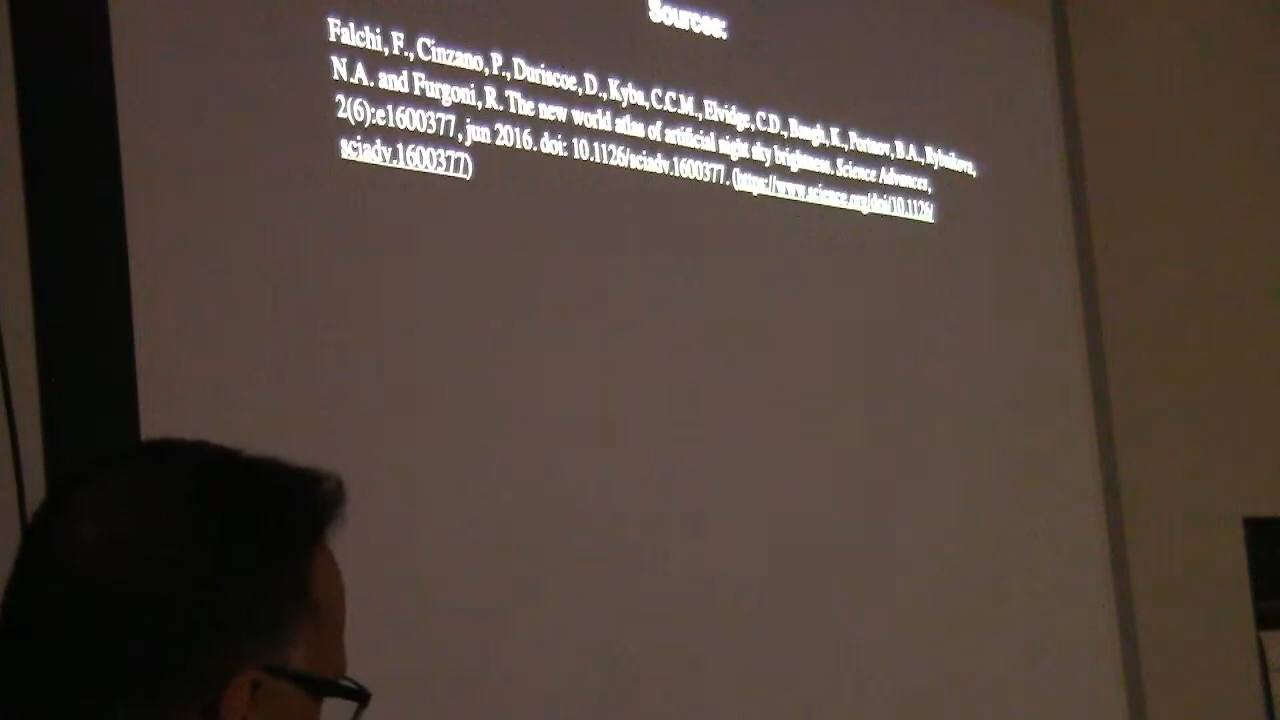 Sources:
Falchi, F., Cinzano, P., Duriscoe, D., Kyba, C.C.M., Elvidge, C.D., Baugh, K., Portnov, B.A., Rybnikova,
N.A. and Furgoni, R. The new world atlas of artificial night sky brightness. Science Advances,
2(6):e1600377, jun 2016. doi: 10.1126/sciadv.1600377. (https://www.science.org/doi/10.1126/
sciadv.1600377)